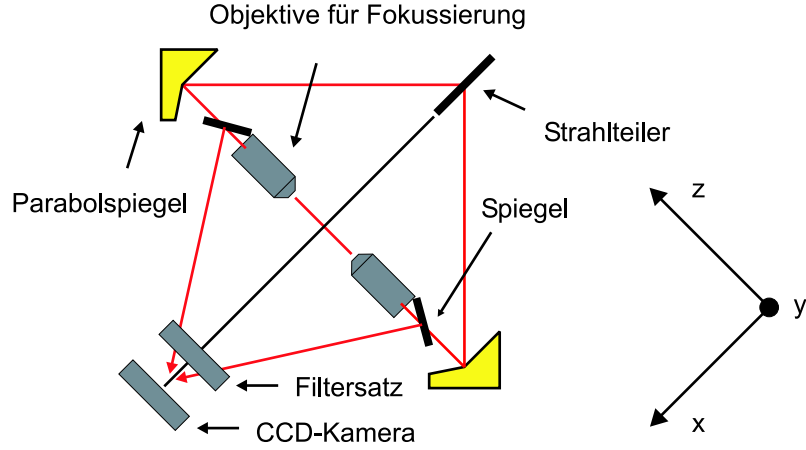 Objektive für Fokussierung
Strahlteiler
Parabolspiegel
Spiegel
z
y
x
Filtersatz
CCD-Kamera